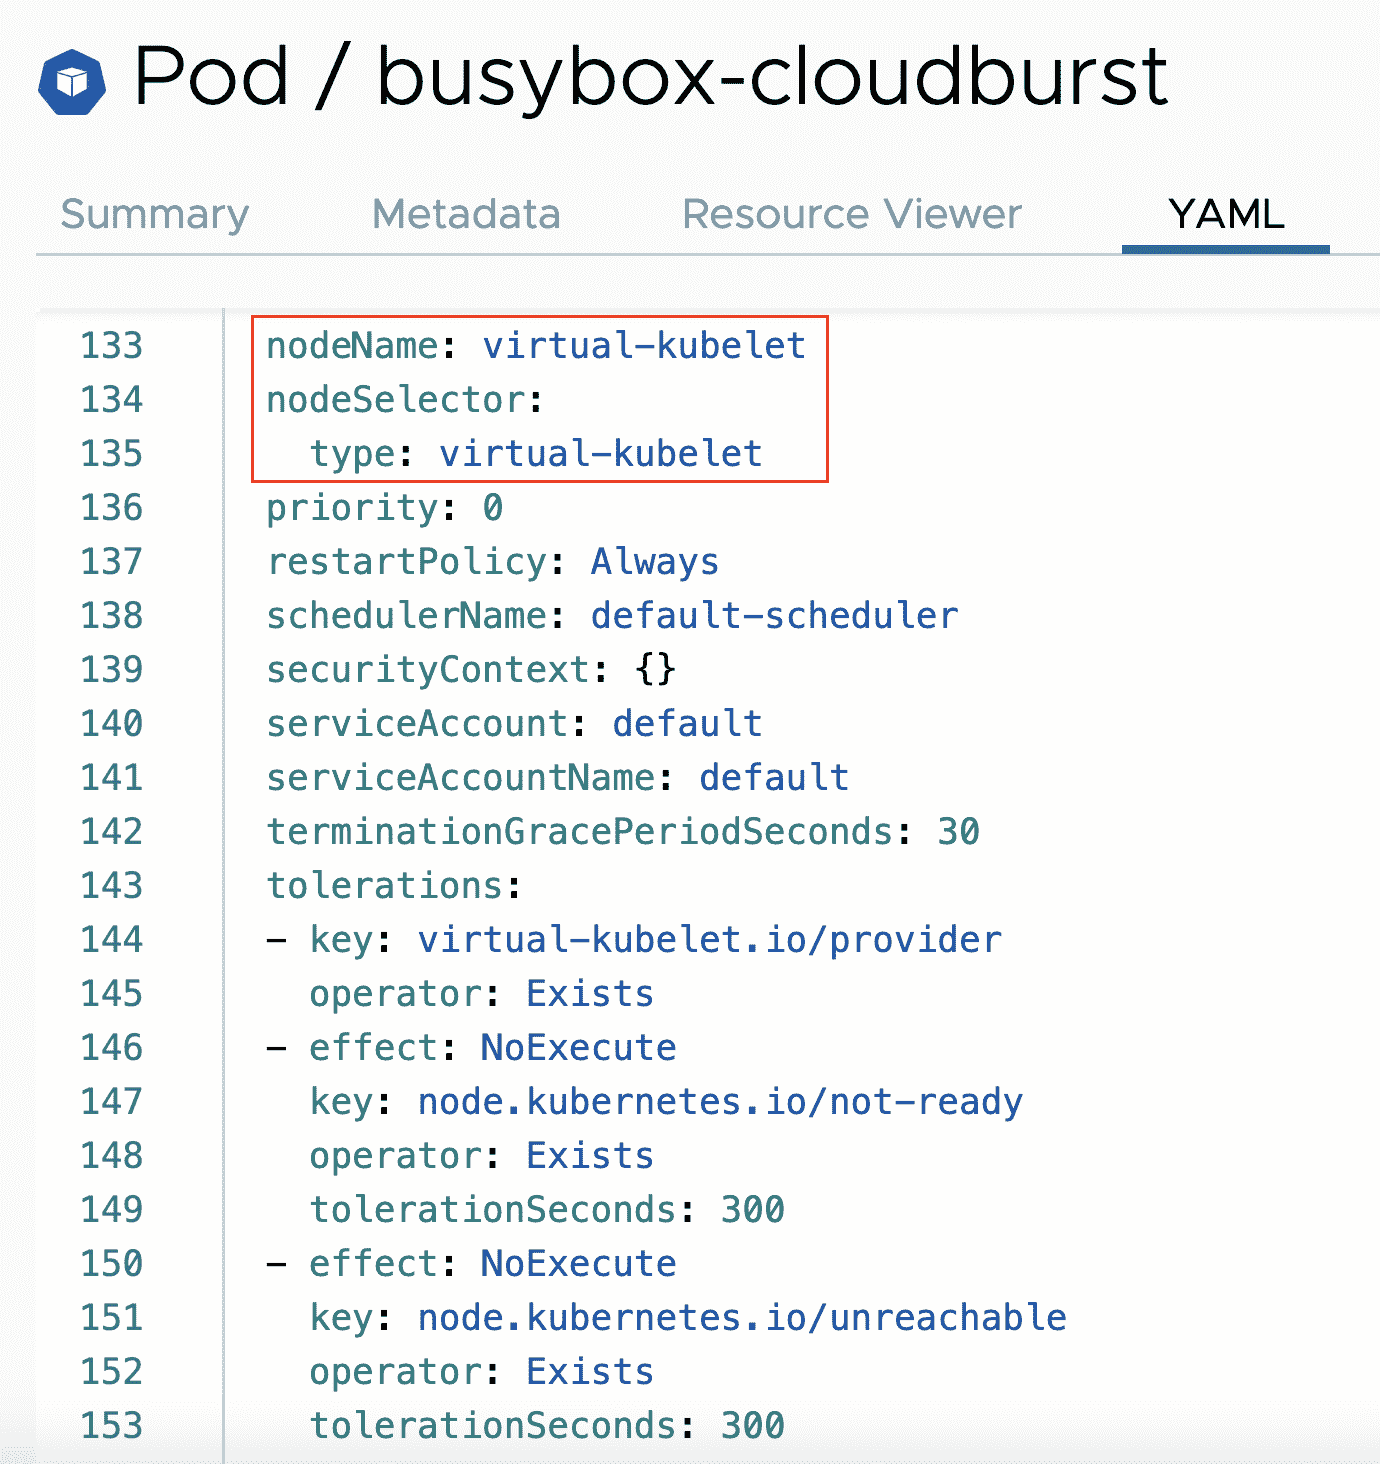 Pod / busybox-cloudburst
Summary Metadata Resource Viewer YAML
133 nodeName: virtual-kubelet
134 nodeSelector:
135   type: virtual-kubelet
136 priority: 0
137 restartPolicy: Always
138 schedulerName: default-scheduler
139 securityContext: {}
140 serviceAccount: default
141 serviceAccountName: default
142 terminationGracePeriodSeconds: 30
143 tolerations:
144 - key: virtual-kubelet.io/provider
145   operator: Exists
146 - effect: NoExecute
147   key: node.kubernetes.io/not-ready
148   operator: Exists
149   tolerationSeconds: 300
150 - effect: NoExecute
151   key: node.kubernetes.io/unreachable
152   operator: Exists
153   tolerationSeconds: 300